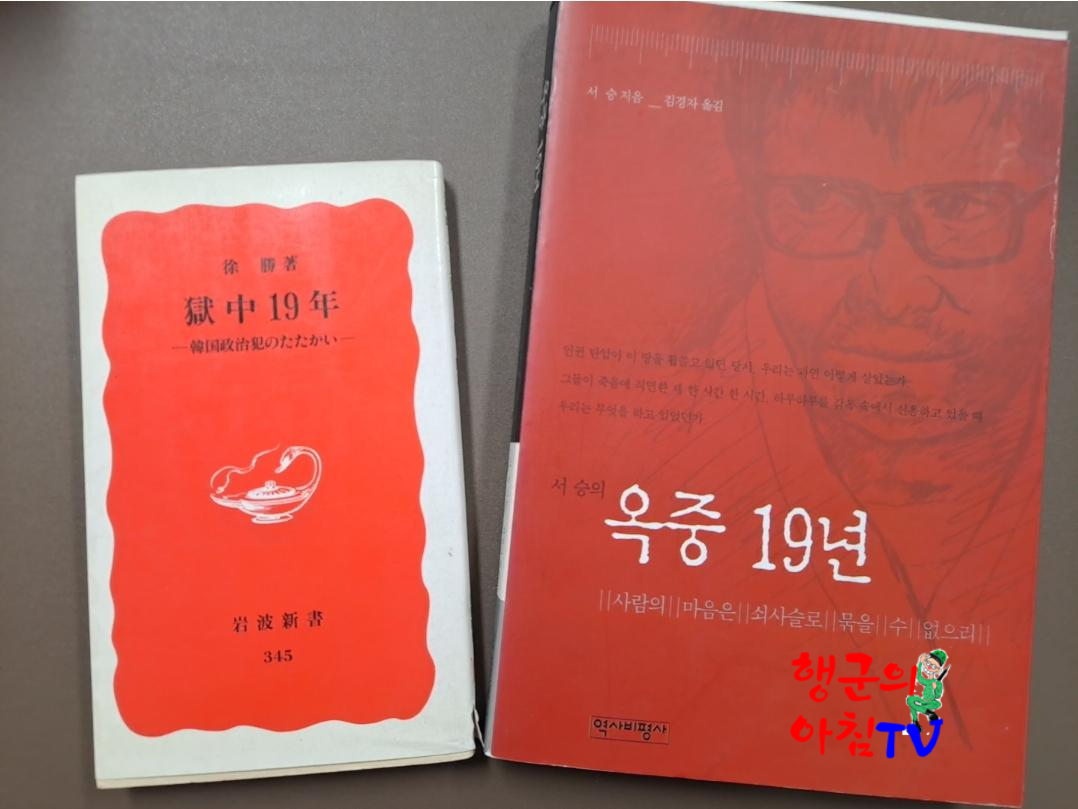 徐 勝 著
獄中19年
―韓国政治犯のたたかい―
岩波新書
345
서 승 지음 __ 김경자 옮김
인권 탄압이 이 땅을 휩쓸고 있던 당시, 우리는 과연 어떻게 살았는가
그들이 죽음에 직면한 채 한 시간 한 시간, 하루하루를 감옥 속에서 신음하고 있을 때
우리는 무엇을 하고 있었던가
서 승의
옥중 19년
||사람의||마음은||쇠사슬로||묶을||수||없으리||
역사비평사
행군의
아침TV